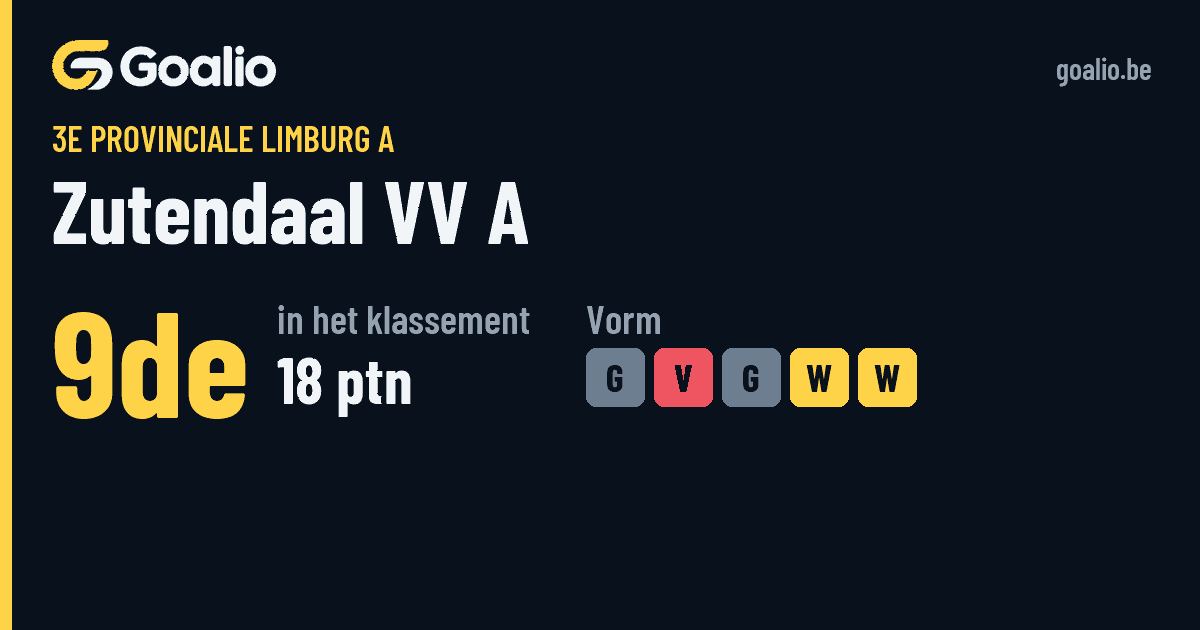 Goalio
goalio.be
3E PROVINCIALE LIMBURG A
Zutendaal VV A
9de
in het klassement
18 ptn
Vorm
G V G W W